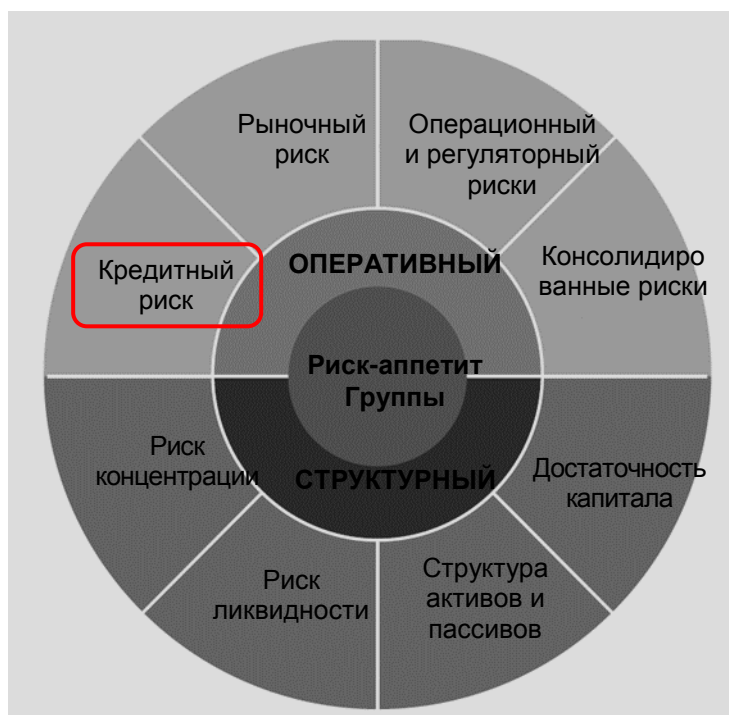 Рыночный
риск
Операционный
и регуляторный
риски
Кредитный
риск
ОПЕРАТИВНЫЙ
Консолидиро
ванные риски
Риск-аппетит
Группы
Риск
концентрации
СТРУКТУРНЫЙ
Достаточность
капитала
Риск
ликвидности
Структура
активов и
пассивов